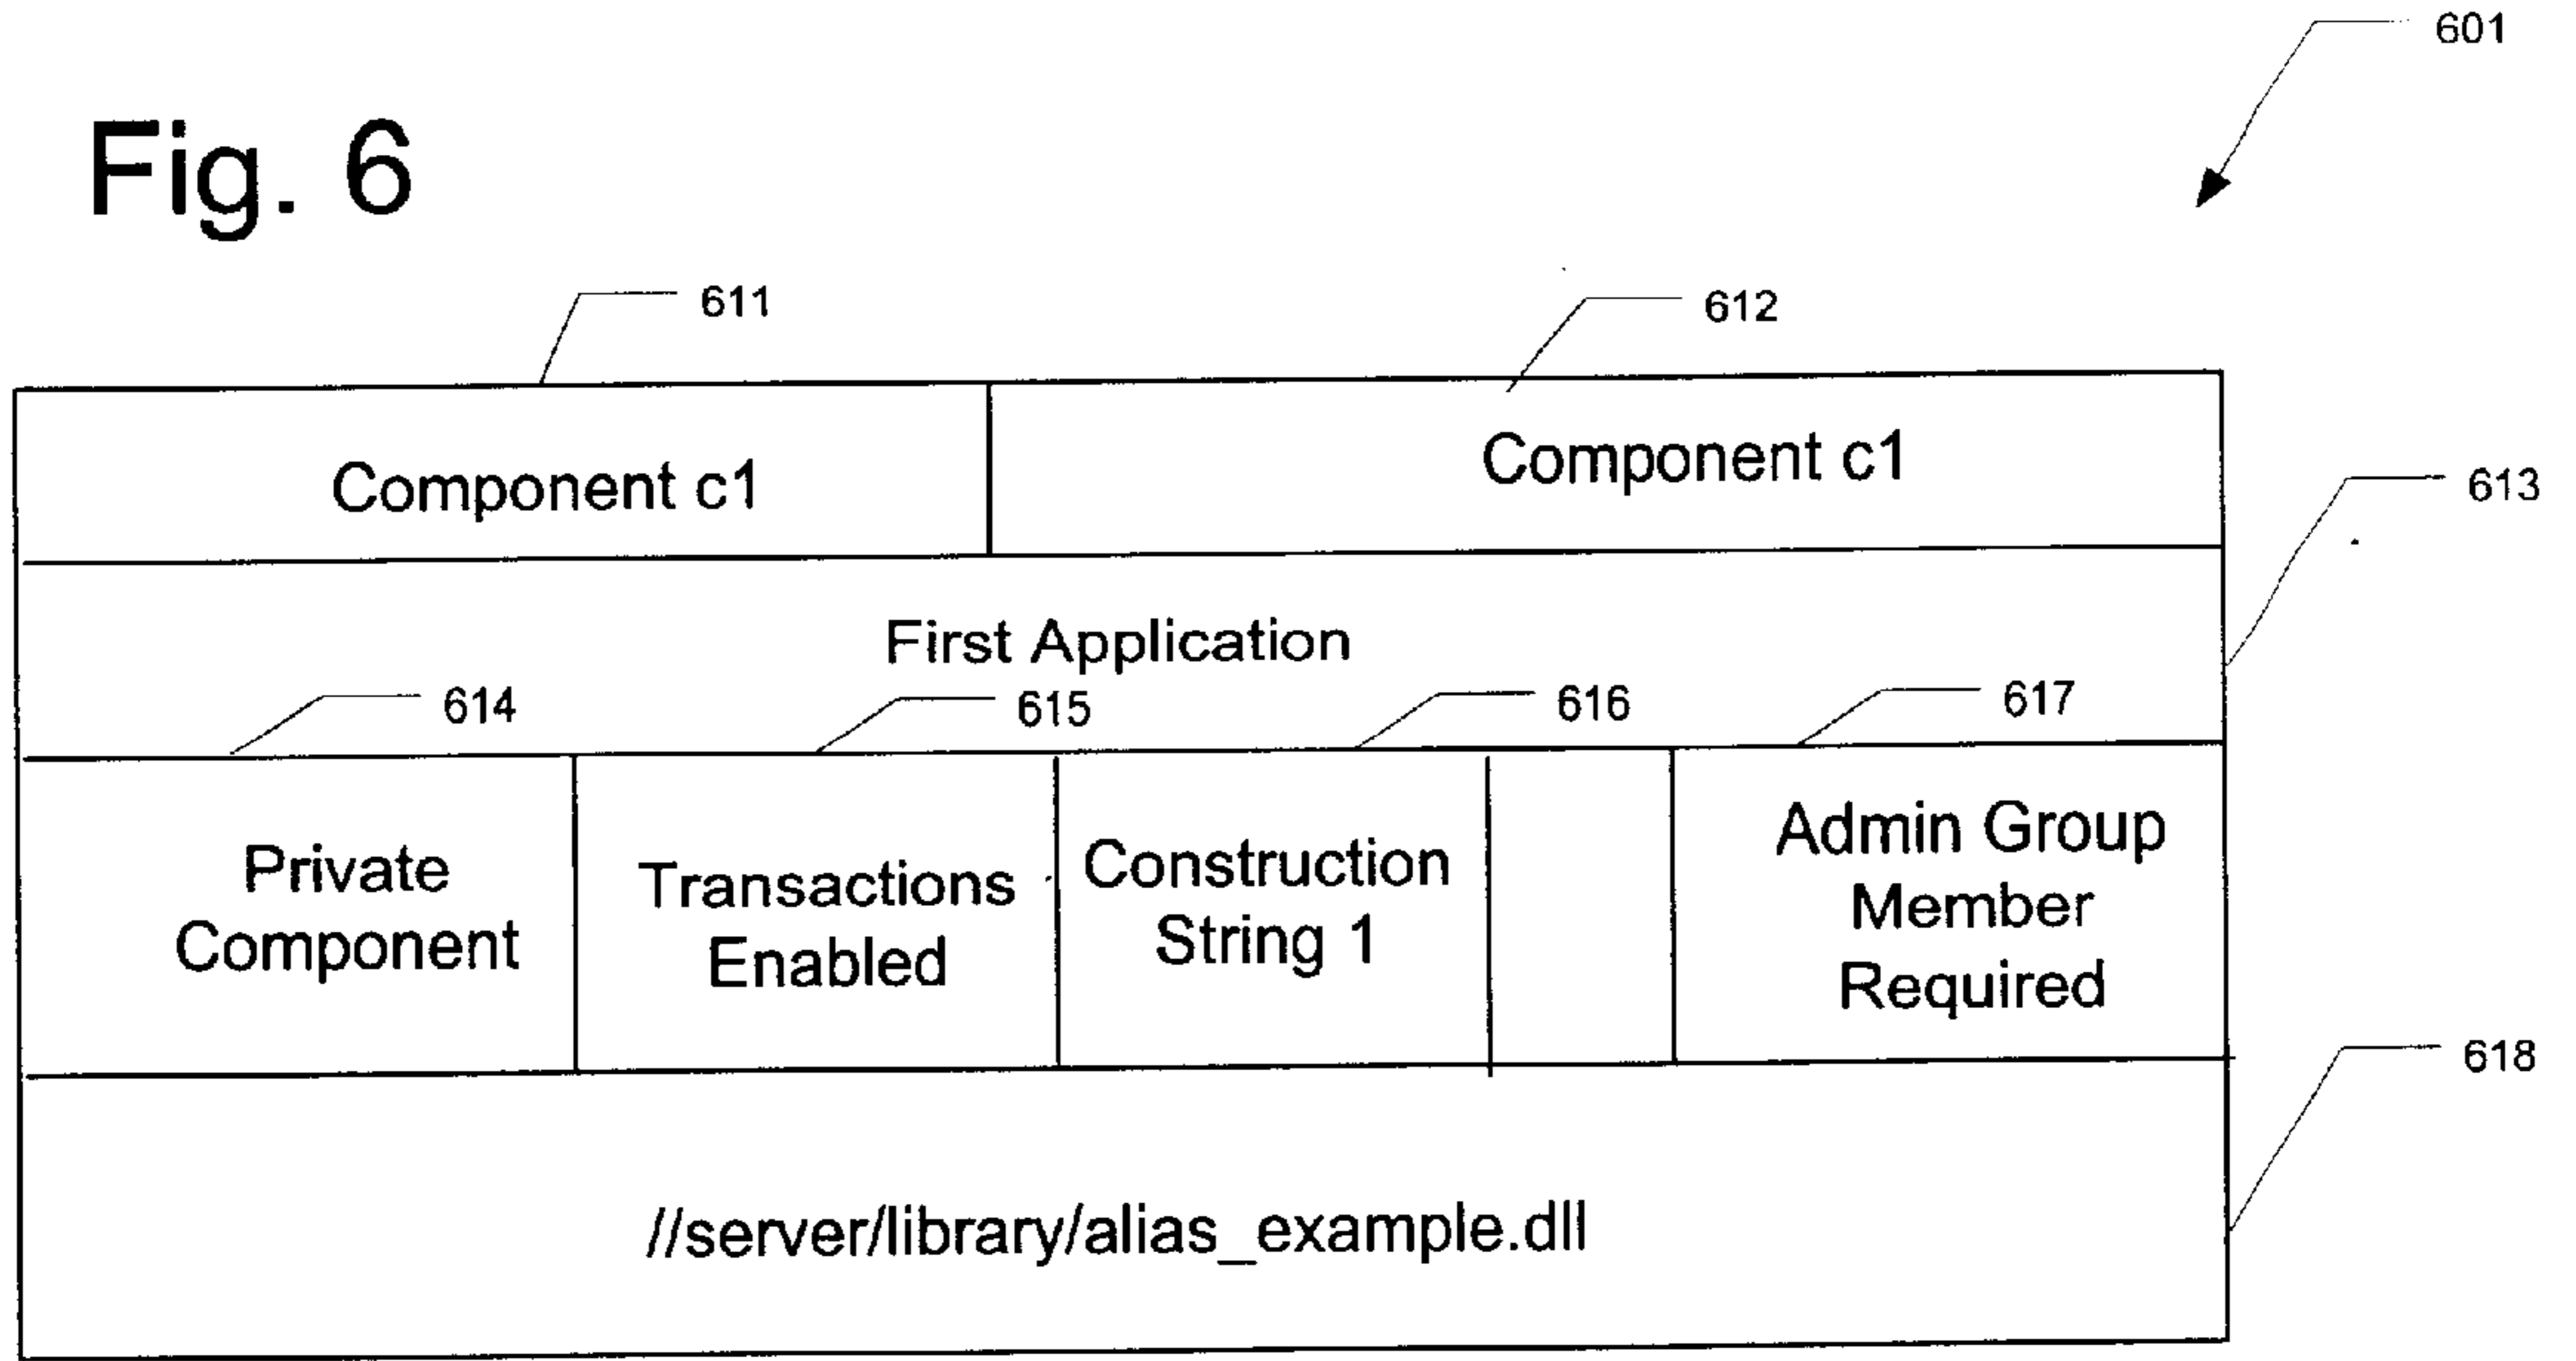 601
Fig. 6
611
612
Component c1
Component c1
613
First Application
614
615
616
617
Private
Component
Transactions
Enabled
Construction
String 1
Admin Group
Member
Required
618
//server/library/alias_example.dll